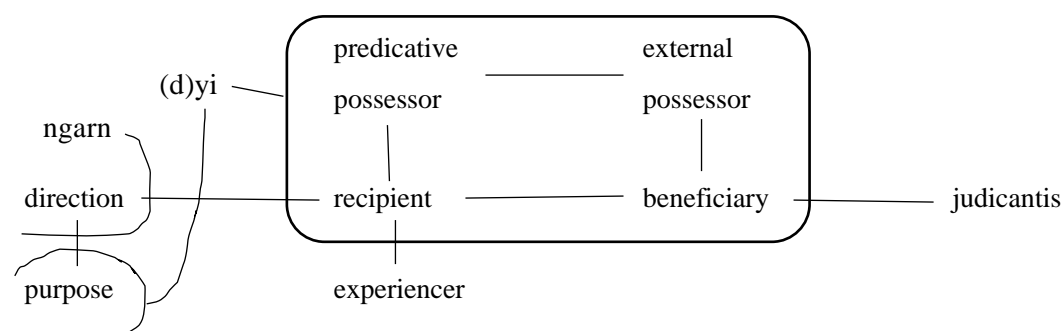 predicative external
(d)yi
possessor possessor
ngarn
direction recipient beneficiary judicantis
purpose experiencer